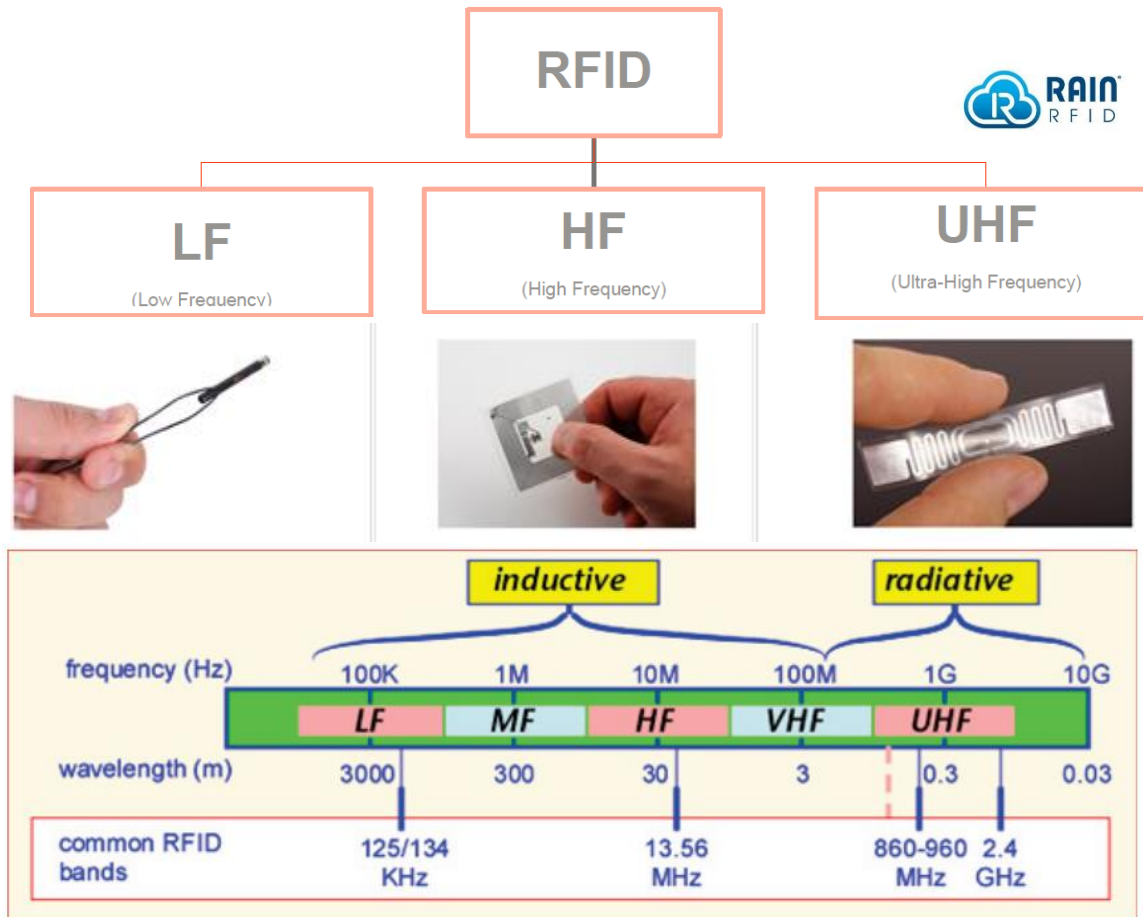 RFID
RAIN
RFID
LF
(Low Frequency)
HF
(High Frequency)
UHF
(Ultra-High Frequency)
inductive
radiative
frequency (Hz) 100K 1M 10M 100M 1G 10G
LF MF HF VHF UHF
wavelength (m) 3000 300 30 3 0.3 0.03
common RFID bands
125/134 KHz
13.56 MHz
860-960 MHz
2.4 GHz